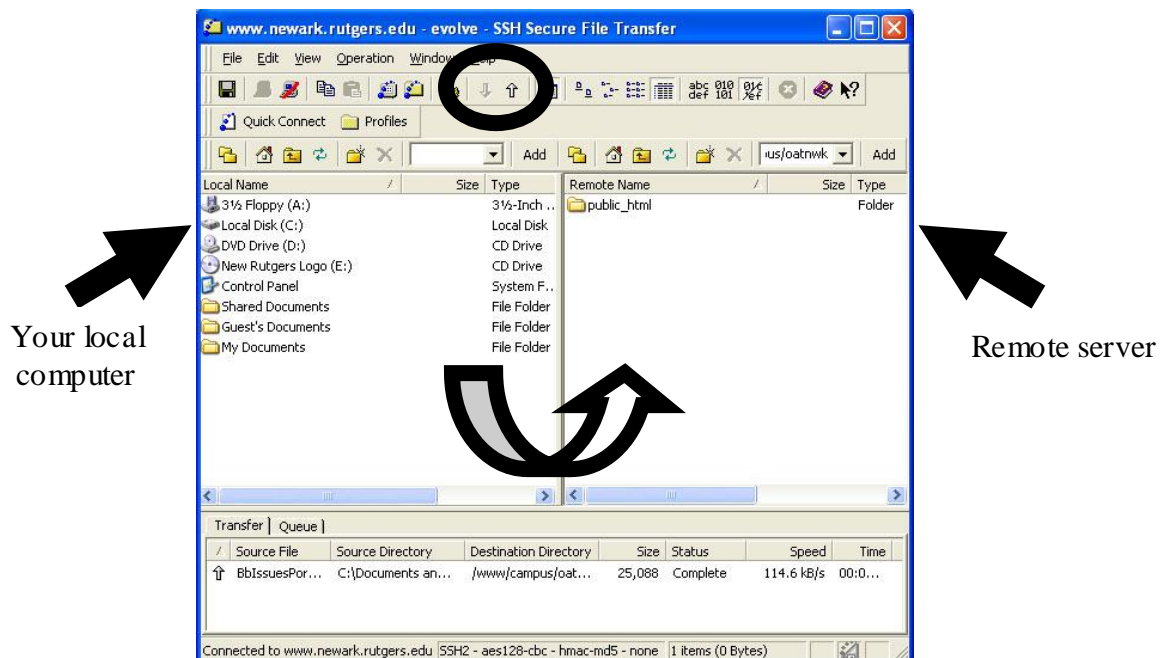 www.newark.rutgers.edu - evolve - SSH Secure File Transfer
File Edit View Operation Window
abc def 010 101
Quick Connect Profiles
Add us/oatnwk Add
Local Name / Size Type Remote Name / Size Type
3½ Floppy (A:) 3½-Inch .. public_html Folder
Local Disk (C:) Local Disk
DVD Drive (D:) CD Drive
New Rutgers Logo (E:) CD Drive
Control Panel System F..
Shared Documents File Folder
Guest's Documents File Folder
My Documents File Folder
Your local
computer
Remote server
Transfer Queue
/ Source File Source Directory Destination Directory Size Status Speed Time
BbIssuesPor... C:\Documents an... /www/campus/oat... 25,088 Complete 114.6 kB/s 00:0...
Connected to www.newark.rutgers.edu SSH2 - aes128-cbc - hmac-md5 - none 1 items (0 Bytes)